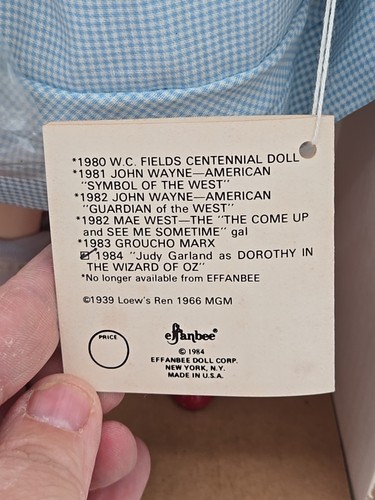 *1980 W.C. FIELDS CENTENNIAL DOLL
*1981 JOHN WAYNE—AMERICAN
"SYMBOL OF THE WEST"
*1982 JOHN WAYNE—AMERICAN
"GUARDIAN of the WEST"
*1982 MAE WEST—THE "THE COME UP
and SEE ME SOMETIME" gal
*1983 GROUCHO MARX
1984 "Judy Garland as DOROTHY IN
THE WIZARD OF OZ"
*No longer available from EFFANBEE
©1939 Loew's Ren 1966 MGM
PRICE
effanbee®
© 1984
EFFANBEE DOLL CORP.
NEW YORK, N.Y.
MADE IN U.S.A.